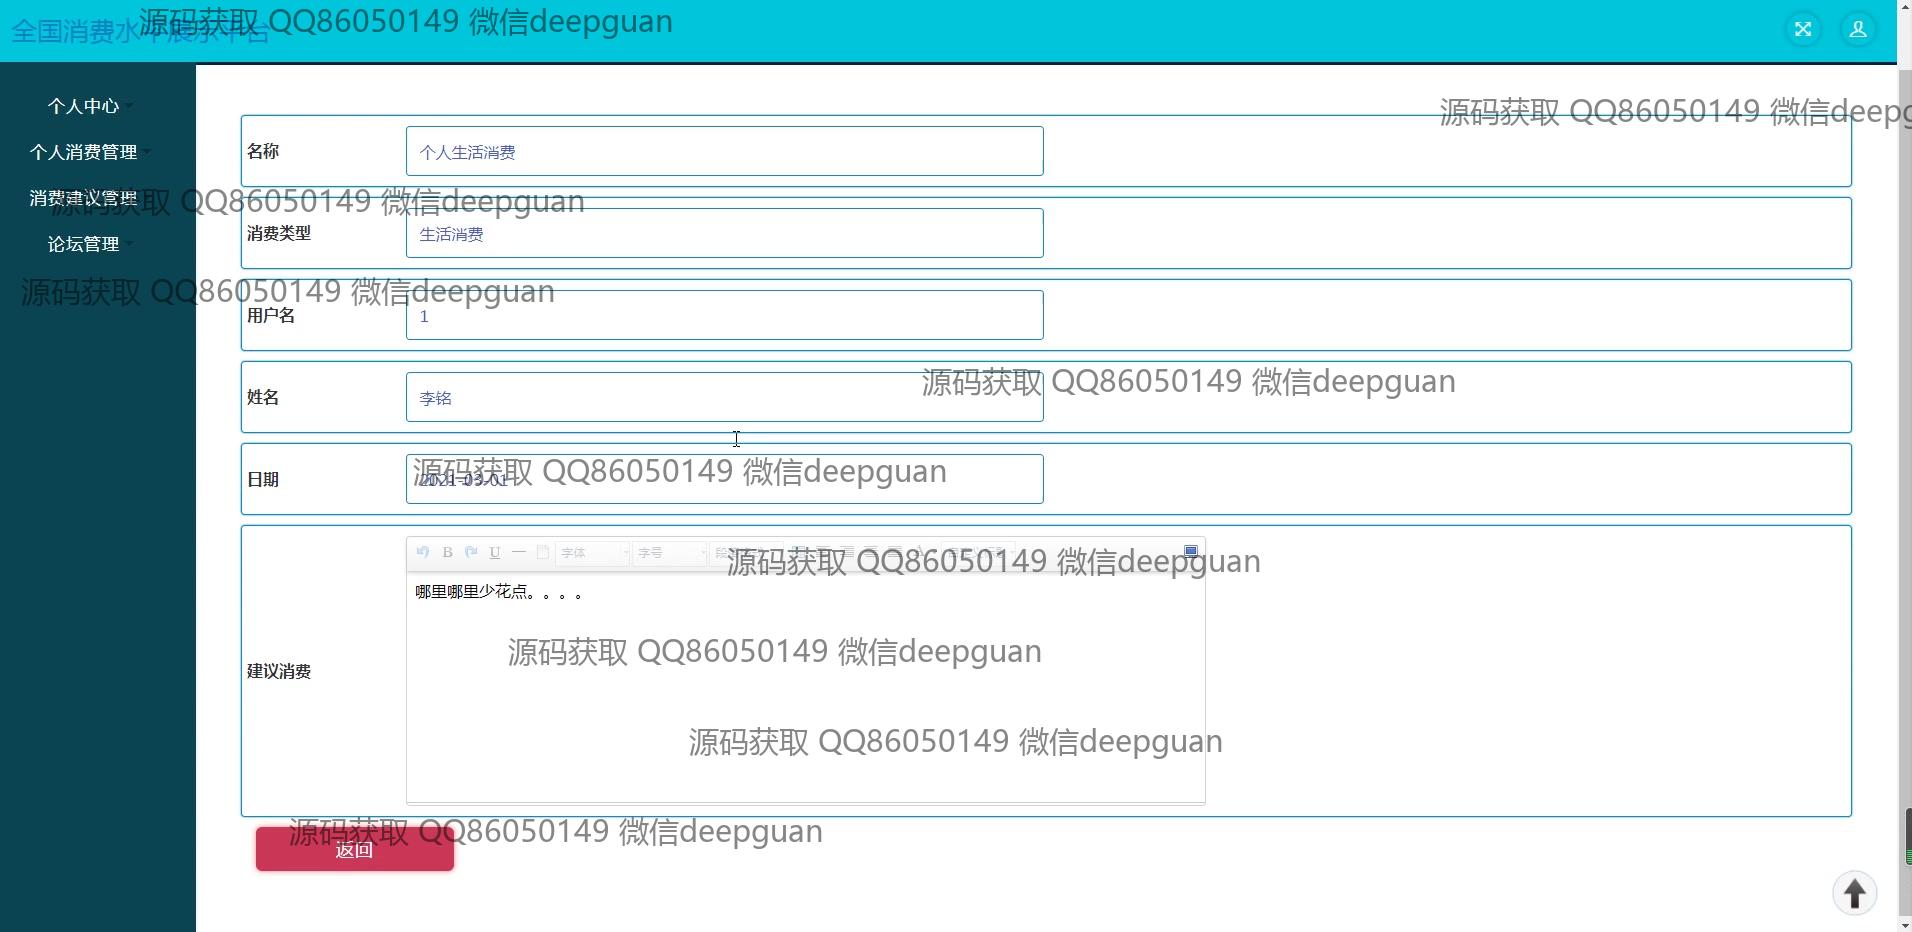 全国消费水平展示平台
源码获取 QQ86050149 微信deepguan
个人中心
个人消费管理
消费建议管理
论坛管理
源码获取 QQ86050149 微信deepg
名称
个人生活消费
源码获取 QQ86050149 微信deepguan
消费类型
生活消费
源码获取 QQ86050149 微信deepguan
用户名
1
姓名
李铭
源码获取 QQ86050149 微信deepguan
日期
2021-03-01
源码获取 QQ86050149 微信deepguan
B U 字体 字号
源码获取 QQ86050149 微信deepguan
哪里哪里少花点。。。。
源码获取 QQ86050149 微信deepguan
建议消费
源码获取 QQ86050149 微信deepguan
源码获取 QQ86050149 微信deepguan
返回